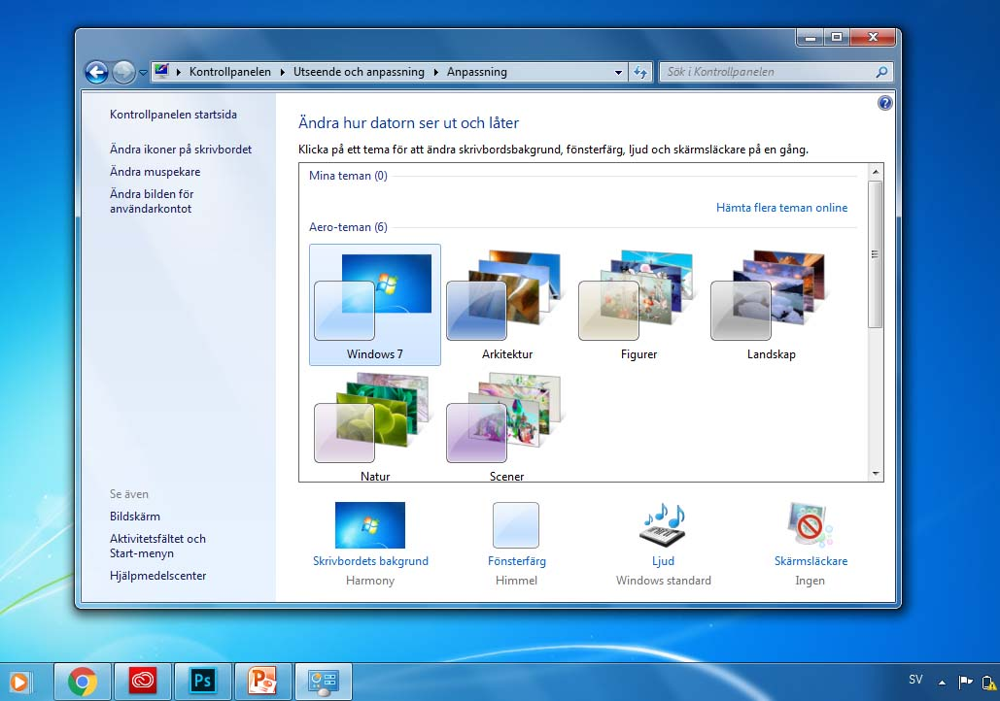 Kontrollpanelen
Utseende och anpassning
Anpassning
Sök i Kontrollpanelen
Kontrollpanelen startsida
Ändra ikoner på skrivbordet
Ändra muspekare
Ändra bilden för
användarkontot
Se även
Bildskärm
Aktivitetsfältet och
Start-menyn
Hjälpmedelscenter
Ändra hur datorn ser ut och låter
Klicka på ett tema för att ändra skrivbordsbakgrund, fönsterfärg, ljud och skärmsläckare på en gång.
Mina teman (0)
Hämta flera teman online
Aero-teman (6)
Windows 7
Arkitektur
Figurer
Landskap
Natur
Scener
Skrivbordets bakgrund
Harmony
Fönsterfärg
Himmel
Ljud
Windows standard
Skärmsläckare
Ingen
Ps
P
SV